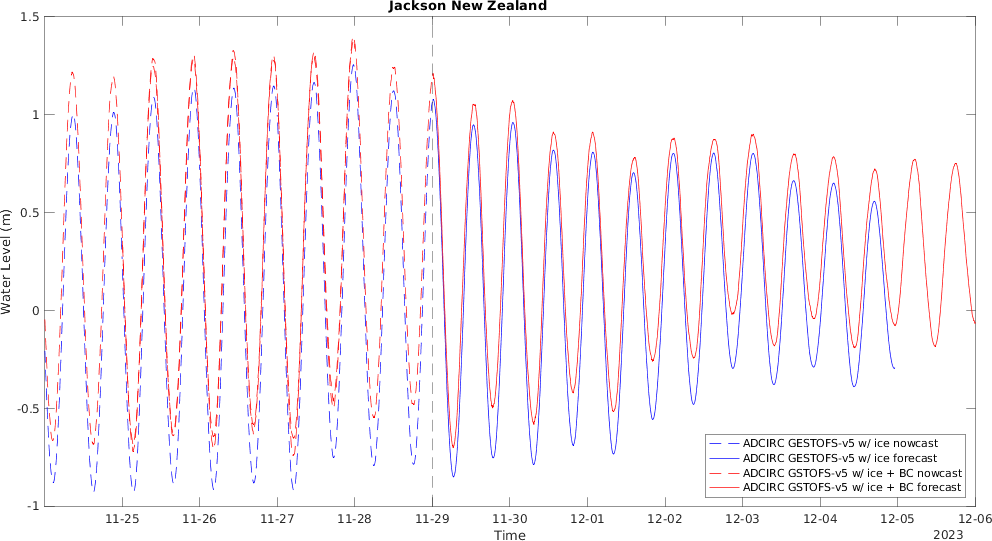 Jackson New Zealand
1.5
1
0.5
0
-0.5
-1
Water Level (m)
11-25 11-26 11-27 11-28 11-29 11-30 12-01 12-02 12-03 12-04 12-05 12-06
Time
2023
ADCIRC GESTOFS-v5 w/ ice nowcast
ADCIRC GESTOFS-v5 w/ ice forecast
ADCIRC GSTOFS-v5 w/ ice + BC nowcast
ADCIRC GSTOFS-v5 w/ ice + BC forecast